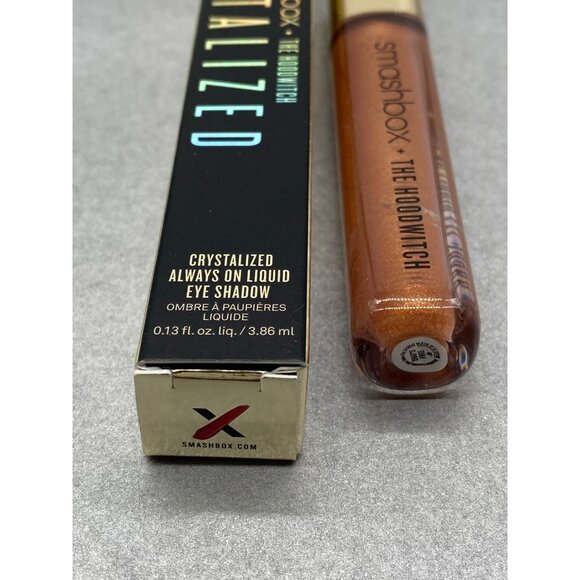 box + THE HOODWITCH
TALIZED
CRYSTALIZED
ALWAYS ON LIQUID
EYE SHADOW
OMBRE À PAUPIÈRES
LIQUIDE
0.13 fl. oz. liq. / 3.86 ml
SMASHBOX.COM
smashbox + THE HOODWITCH